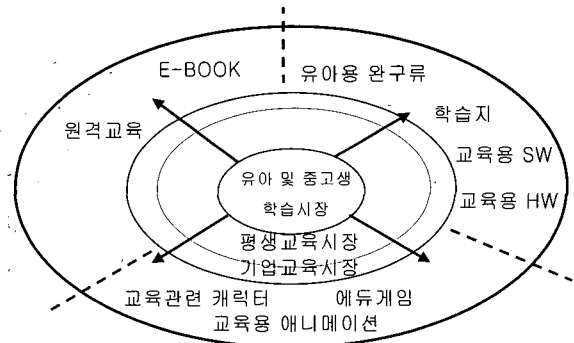 E-BOOK
유아용 완구류
원격교육
학습지
교육용 SW
교육용 HW
유아 및 중고생
학습시장
평생교육시장
기업교육시장
교육관련 캐릭터
에듀게임
교육용 애니메이션